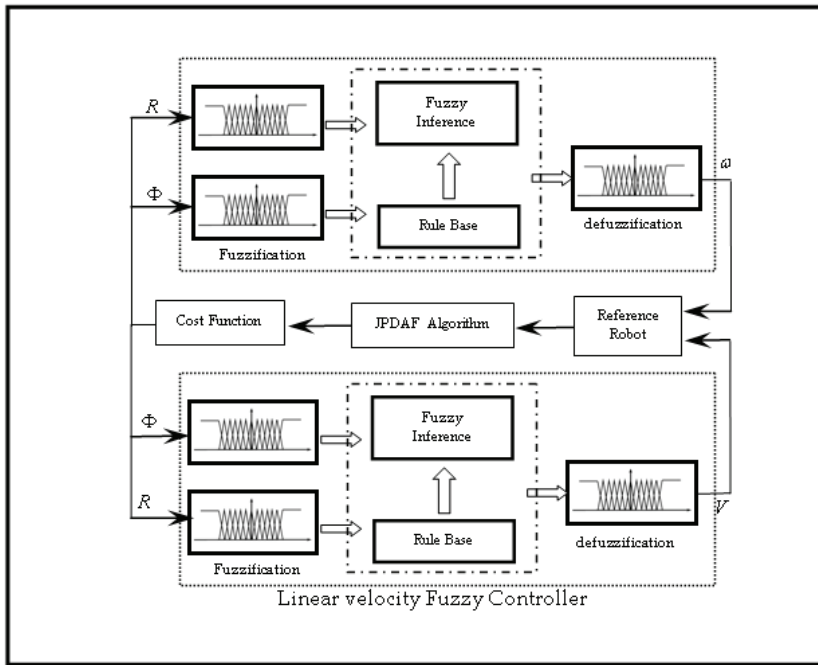 R
Fuzzy
Inference
Φ
ω
Rule Base
defuzzification
Fuzzification
Cost Function
JPDAF Algorithm
Reference
Robot
Φ
Fuzzy
Inference
R
V
Rule Base
defuzzification
Fuzzification
Linear velocity Fuzzy Controller